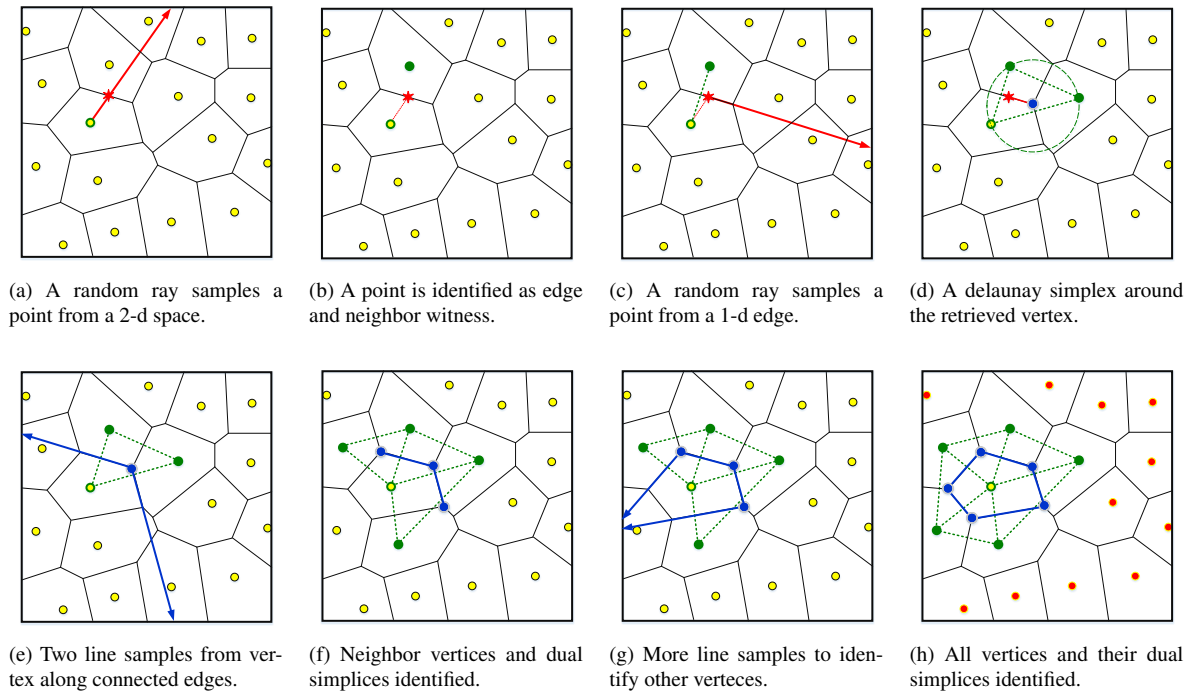 (a) A random ray samples a
point from a 2-d space.
(b) A point is identified as edge
and neighbor witness.
(c) A random ray samples a
point from a 1-d edge.
(d) A delaunay simplex around
the retrieved vertex.
(e) Two line samples from ver-
tex along connected edges.
(f) Neighbor vertices and dual
simplices identified.
(g) More line samples to iden-
tify other verteces.
(h) All vertices and their dual
simplices identified.